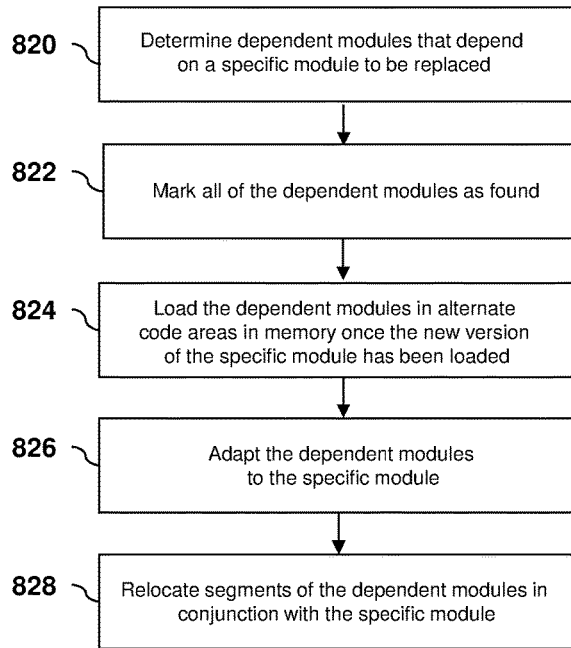 820
Determine dependent modules that depend
on a specific module to be replaced
822
Mark all of the dependent modules as found
824
Load the dependent modules in alternate
code areas in memory once the new version
of the specific module has been loaded
826
Adapt the dependent modules
to the specific module
828
Relocate segments of the dependent modules in
conjunction with the specific module